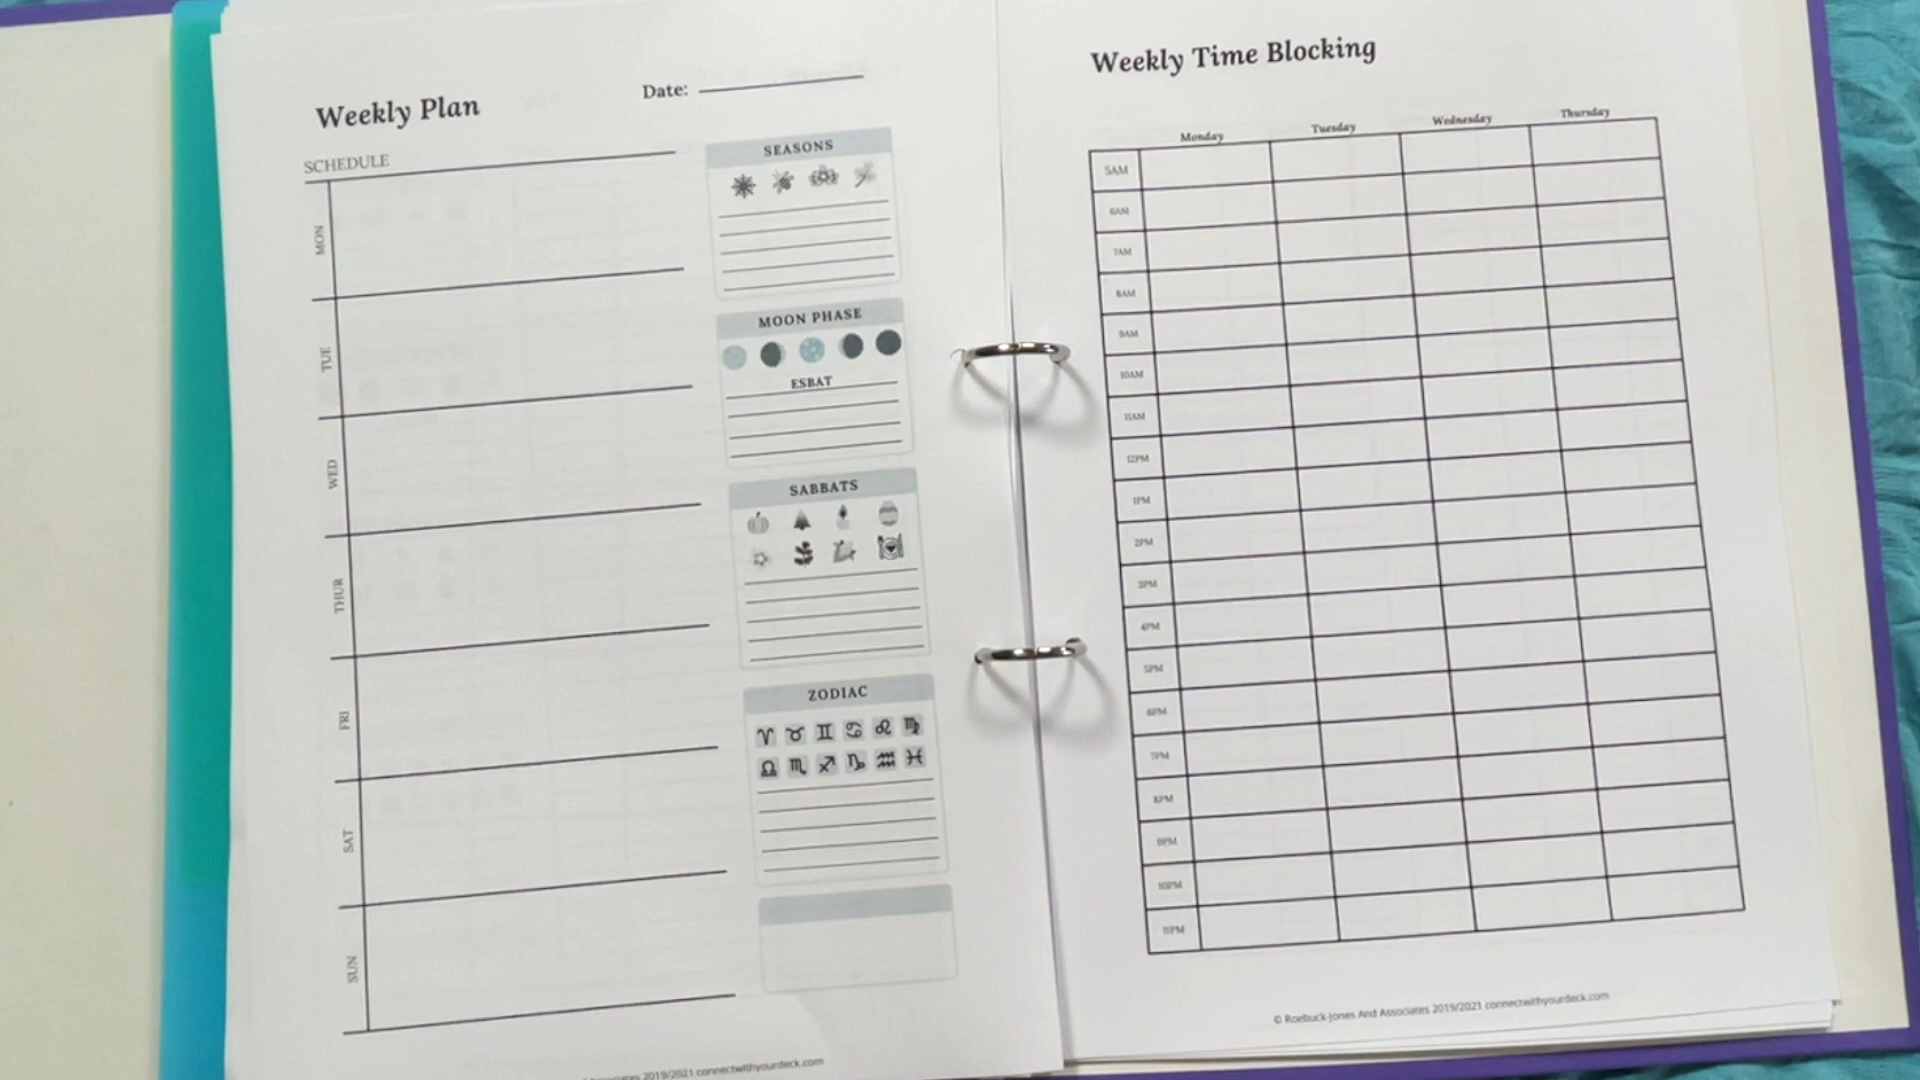 Weekly Plan
Date:
SCHEDULE
MON
TUE
WED
THUR
FRI
SAT
SUN
SEASONS
MOON PHASE
ESBAT
SABBATS
ZODIAC
♈ ♉ ♊ ♋ ♌ ♍
♎ ♏ ♐ ♑ ♒ ♓
2019/2021 connectwithyourdeck.com
Weekly Time Blocking
Monday Tuesday Wednesday Thursday
5AM
6AM
7AM
8AM
9AM
10AM
11AM
12PM
1PM
2PM
3PM
4PM
5PM
6PM
7PM
8PM
9PM
10PM
11PM
© Roebuck-Jones And Associates 2019/2021 connectwithyourdeck.com